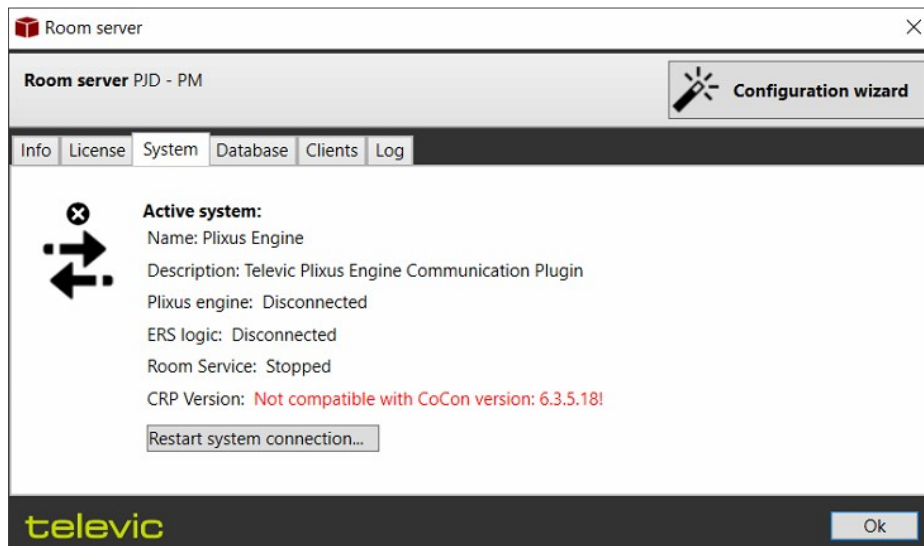 Room server
Room server PJD - PM
Configuration wizard
Info License System Database Clients Log
Active system:
Name: Plixus Engine
Description: Televic Plixus Engine Communication Plugin
Plixus engine: Disconnected
ERS logic: Disconnected
Room Service: Stopped
CRP Version: Not compatible with CoCon version: 6.3.5.18!
Restart system connection...
televic
Ok